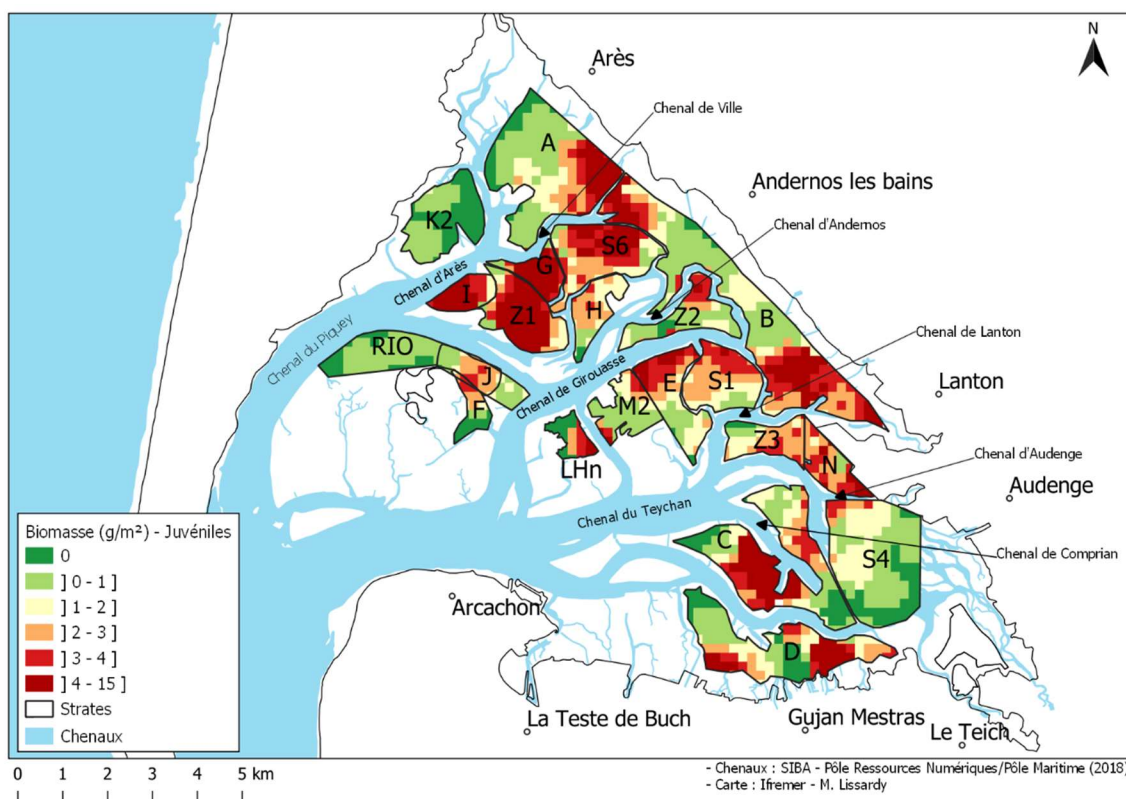 N
Arès
Chenal de Ville
A
Andernos les bains
K2
Chenal d'Andernos
S6
G
Chenal d'Arès
I
Z1
H
Z2
B
Chenal de Lanton
Chenal du Piquey
RIO
J
E
S1
Lanton
Chenal de Girouasse
F
M2
Z3
LHn
N
Chenal d'Audenge
Audenge
Chenal du Teychan
C
S4
Chenal de Comprian
Arcachon
D
La Teste de Buch
Gujan Mestras
Le Teich
Biomasse (g/m²) - Juvéniles
0
] 0 - 1 ]
] 1 - 2 ]
] 2 - 3 ]
] 3 - 4 ]
] 4 - 15 ]
Strates
Chenaux
0 1 2 3 4 5 km
- Chenaux : SIBA - Pôle Ressources Numériques/Pôle Maritime (2018)
- Carte : Ifremer - M. Lissardy